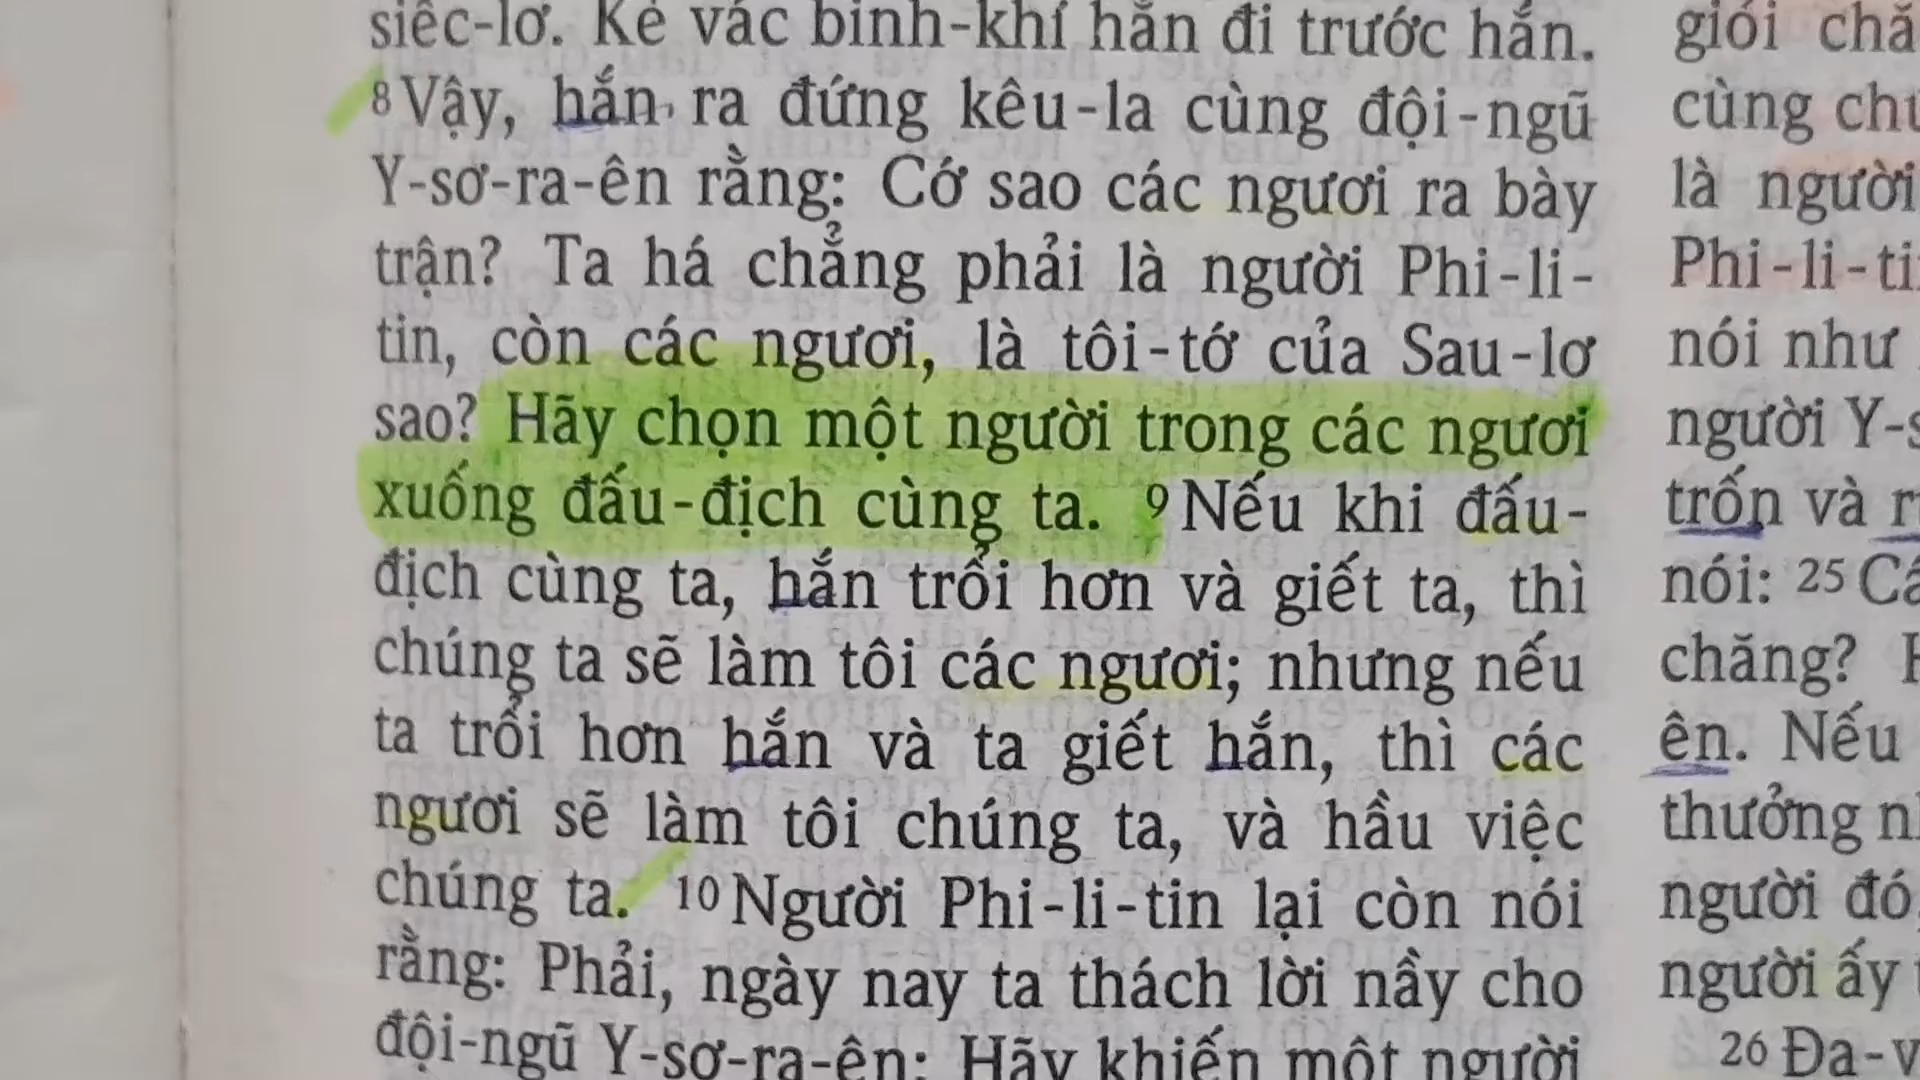 siếc-lơ. Kẻ vác binh-khí hắn đi trước hắn.
8 Vậy, hắn ra đứng kêu-la cùng đội-ngũ
Y-sơ-ra-ên rằng: Cớ sao các ngươi ra bày
trận? Ta há chẳng phải là người Phi-li-
tin, còn các ngươi, là tôi-tớ của Sau-lơ
sao? Hãy chọn một người trong các ngươi
xuống đấu-địch cùng ta. 9 Nếu khi đấu-
địch cùng ta, hắn trổi hơn và giết ta, thì
chúng ta sẽ làm tôi các ngươi; nhưng nếu
ta trổi hơn hắn và ta giết hắn, thì các
ngươi sẽ làm tôi chúng ta, và hầu việc
chúng ta. 10 Người Phi-li-tin lại còn nói
rằng: Phải, ngày nay ta thách lời nầy cho
đội-ngũ Y-sơ-ra-ên: Hãy khiến một người
giỏi
cùng
là người
Phi-li-
nói như
người Y-
trốn và
nói: 25
chăng?
ên. Nếu
thưởng
người đó,
người ấy
26 Đa-